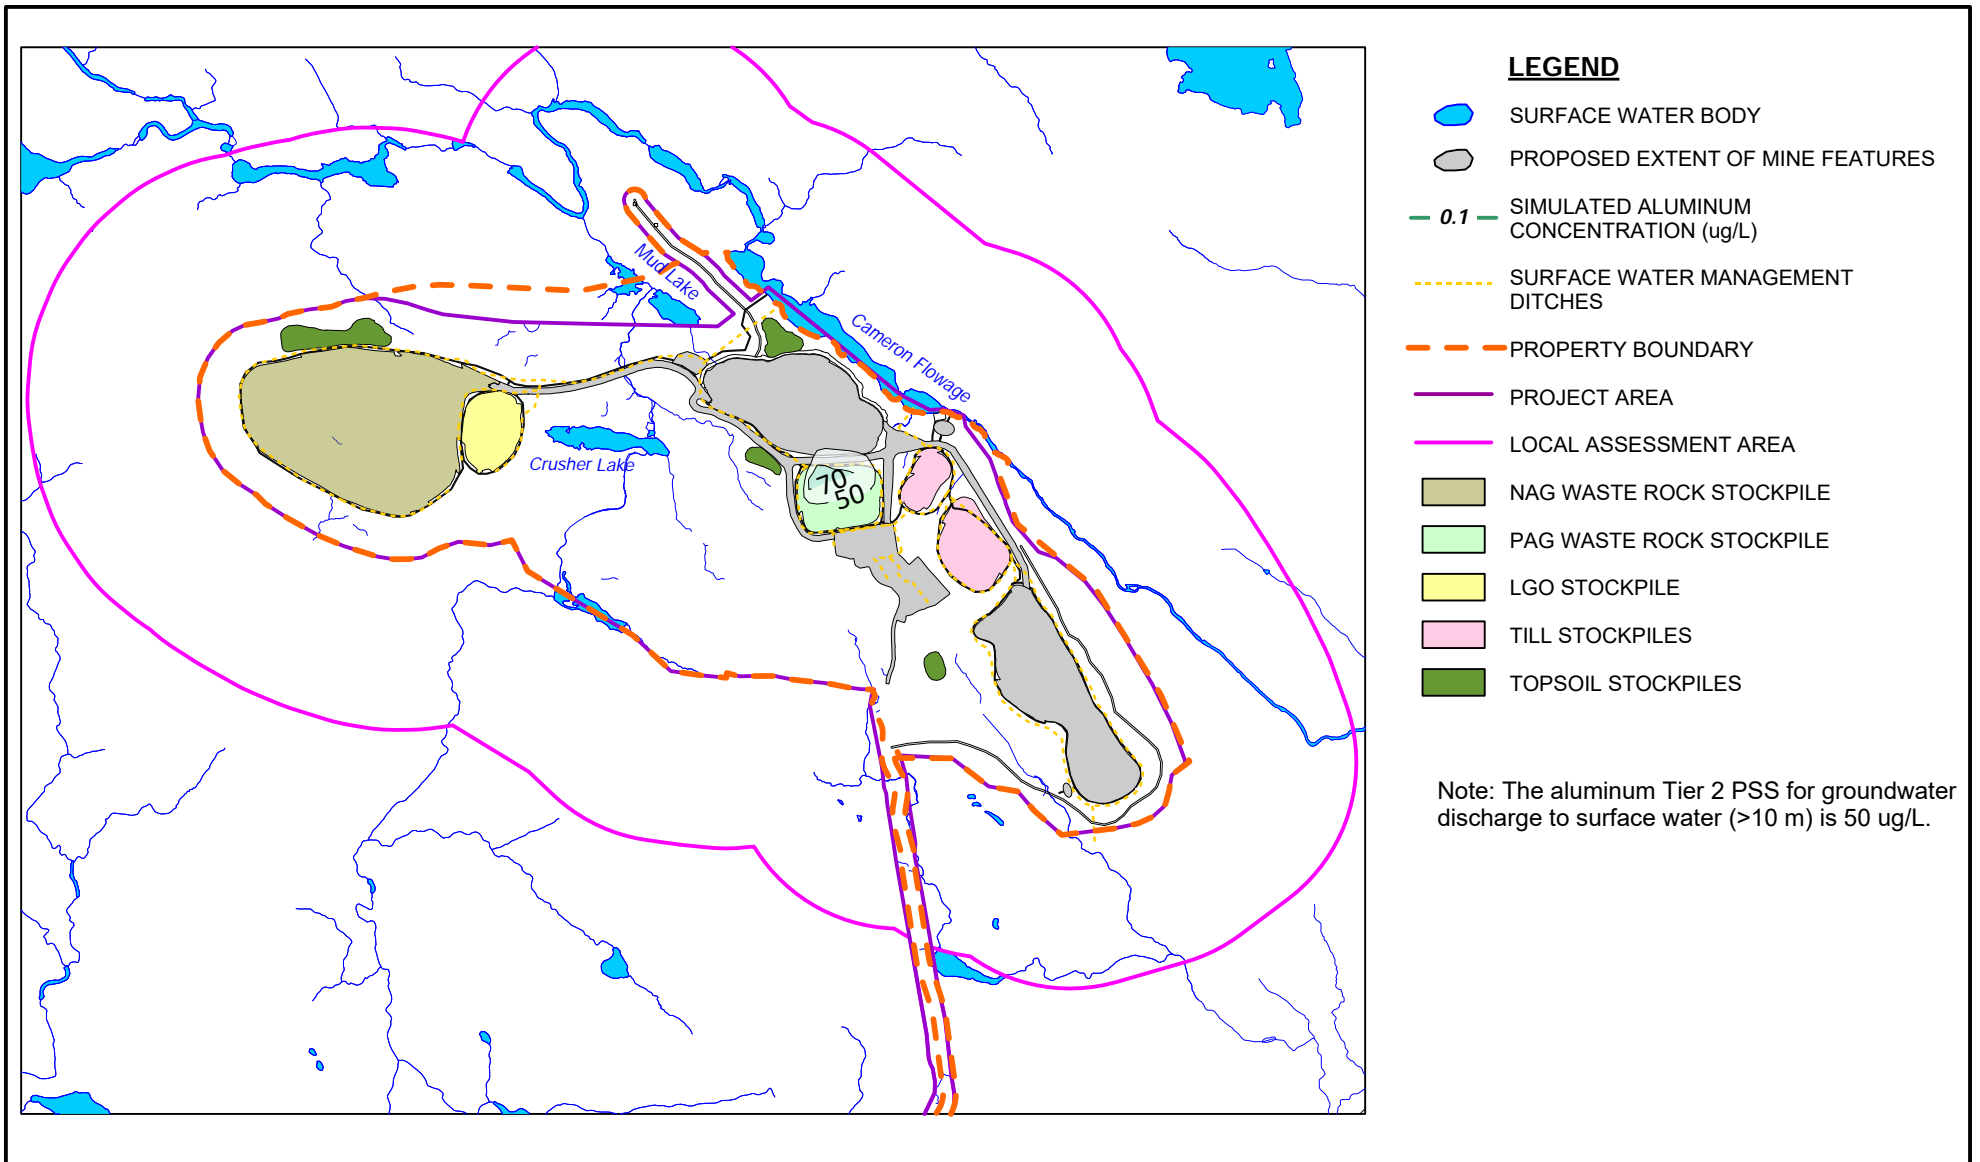 LEGEND
SURFACE WATER BODY
PROPOSED EXTENT OF MINE FEATURES
0.1
SIMULATED ALUMINUM
CONCENTRATION (ug/L)
SURFACE WATER MANAGEMENT
DITCHES
PROPERTY BOUNDARY
PROJECT AREA
LOCAL ASSESSMENT AREA
NAG WASTE ROCK STOCKPILE
PAG WASTE ROCK STOCKPILE
LGO STOCKPILE
TILL STOCKPILES
TOPSOIL STOCKPILES
Note: The aluminum Tier 2 PSS for groundwater
discharge to surface water (>10 m) is 50 ug/L.
Mud Lake
Cameron Flowage
Crusher Lake
70
50